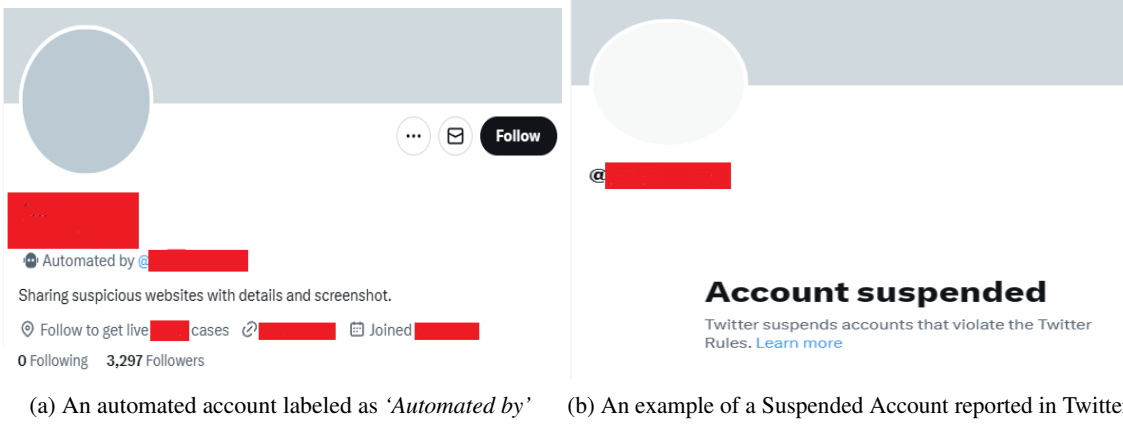 Follow
Automated by @
Sharing suspicious websites with details and screenshot.
Follow to get live cases Joined
0 Following 3,297 Followers
(a) An automated account labeled as ‘Automated by’
@
Account suspended
Twitter suspends accounts that violate the Twitter
Rules. Learn more
(b) An example of a Suspended Account reported in Twitter